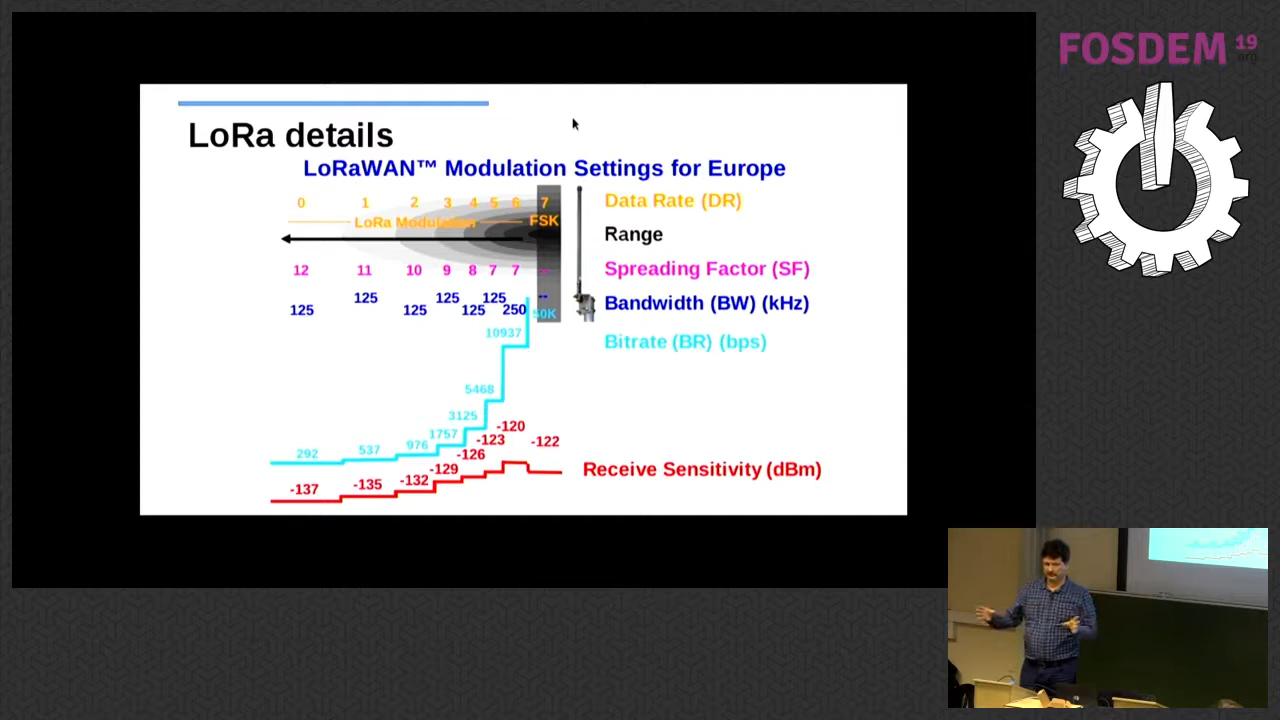 FOSDEM 19
.org
LoRa details
LoRaWAN™ Modulation Settings for Europe
0 1 2 3 4 5 6 7 Data Rate (DR)
LoRa Modulation FSK
Range
12 11 10 9 8 7 7 -- Spreading Factor (SF)
125 125 125 125 125 125 250 -- Bandwidth (BW) (kHz)
50K
10937 Bitrate (BR) (bps)
5468
3125
1757
976
537
292
-120
-123 -122
-126
-129 Receive Sensitivity (dBm)
-132
-135
-137